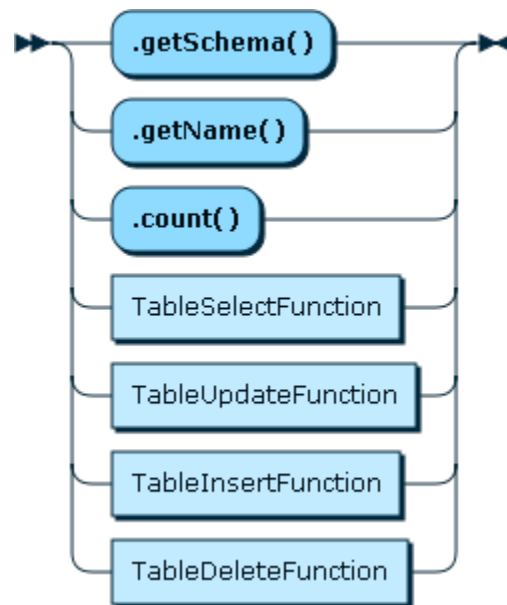 .getSchema()
.getName()
.count()
TableSelectFunction
TableUpdateFunction
TableInsertFunction
TableDeleteFunction